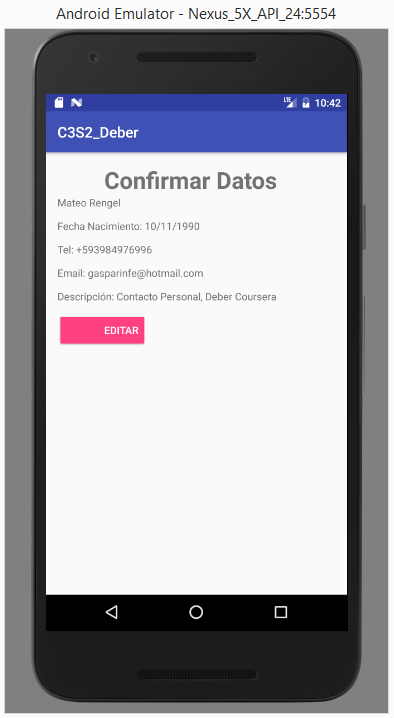 Android Emulator - Nexus_5X_API_24:5554
LTE 10:42
C3S2_Deber
Confirmar Datos
Mateo Rengel
Fecha Nacimiento: 10/11/1990
Tel: +593984976996
Email: gasparinfe@hotmail.com
Descripción: Contacto Personal, Deber Coursera
EDITAR